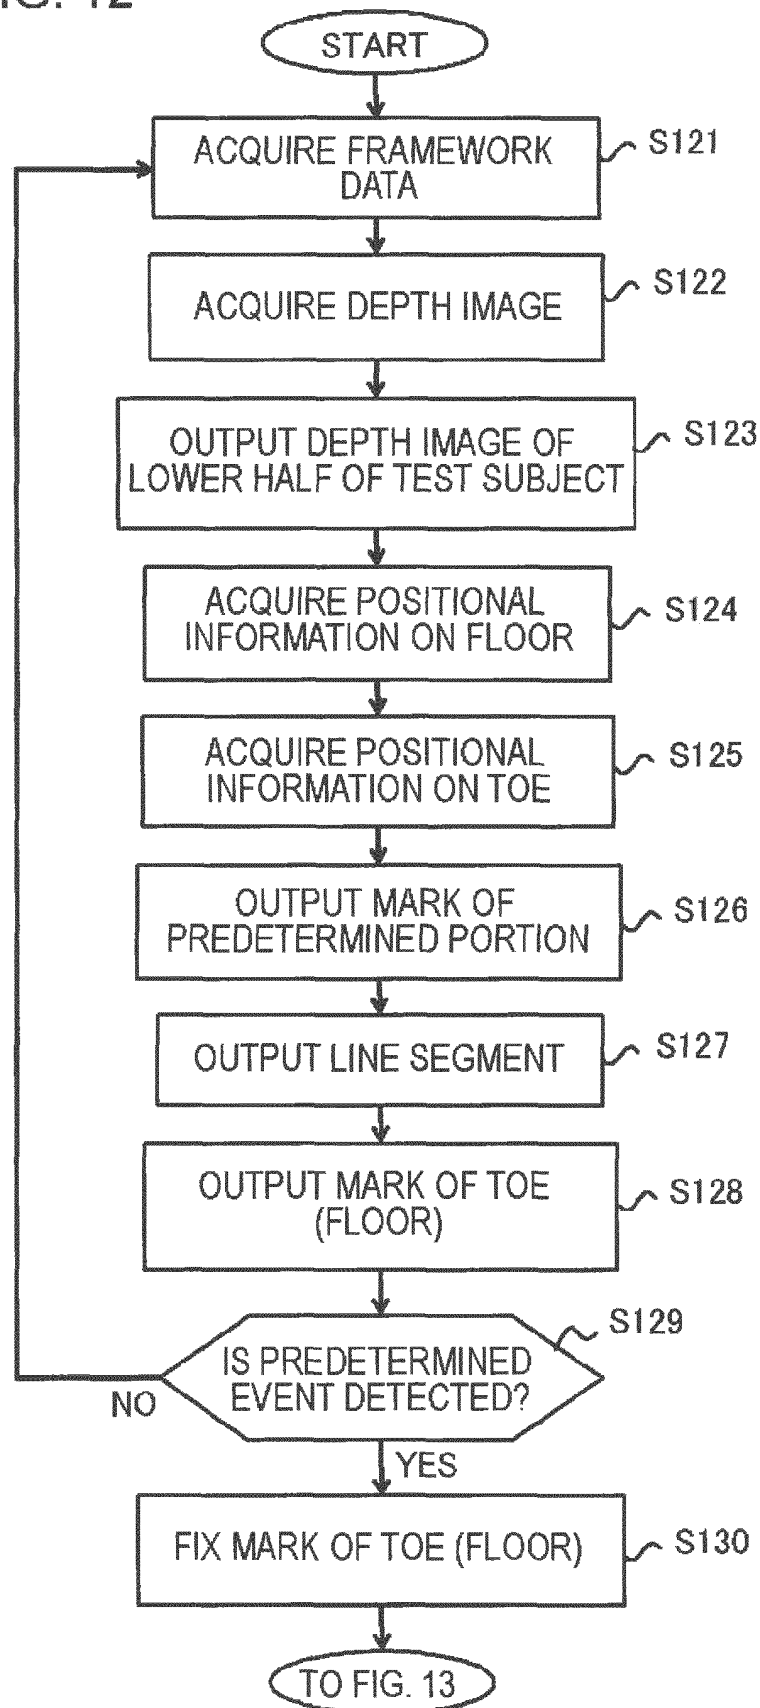 FIG. 12
START
ACQUIRE FRAMEWORK
DATA
S121
ACQUIRE DEPTH IMAGE
S122
OUTPUT DEPTH IMAGE OF
LOWER HALF OF TEST SUBJECT
S123
ACQUIRE POSITIONAL
INFORMATION ON FLOOR
S124
ACQUIRE POSITIONAL
INFORMATION ON TOE
S125
OUTPUT MARK OF
PREDETERMINED PORTION
S126
OUTPUT LINE SEGMENT
S127
OUTPUT MARK OF TOE
(FLOOR)
S128
S129
IS PREDETERMINED
EVENT DETECTED?
NO
YES
FIX MARK OF TOE (FLOOR)
S130
TO FIG. 13